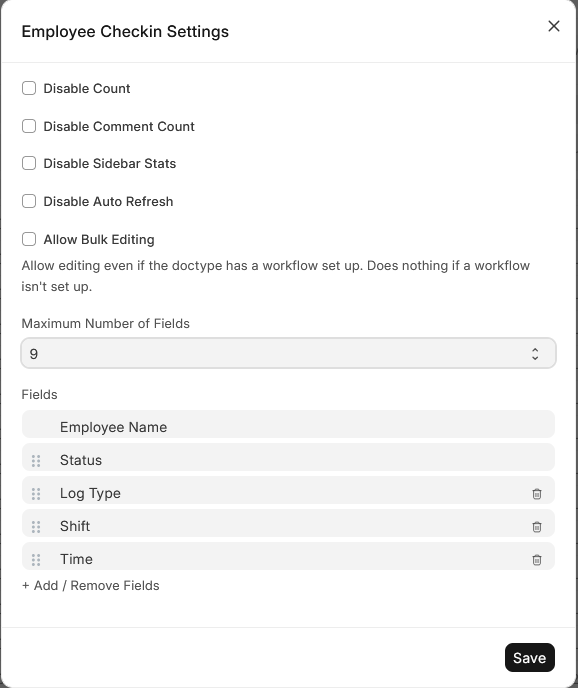 Employee Checkin Settings
Disable Count
Disable Comment Count
Disable Sidebar Stats
Disable Auto Refresh
Allow Bulk Editing
Allow editing even if the doctype has a workflow set up. Does nothing if a workflow
isn't set up.
Maximum Number of Fields
9
Fields
Employee Name
Status
Log Type
Shift
Time
+ Add / Remove Fields
Save